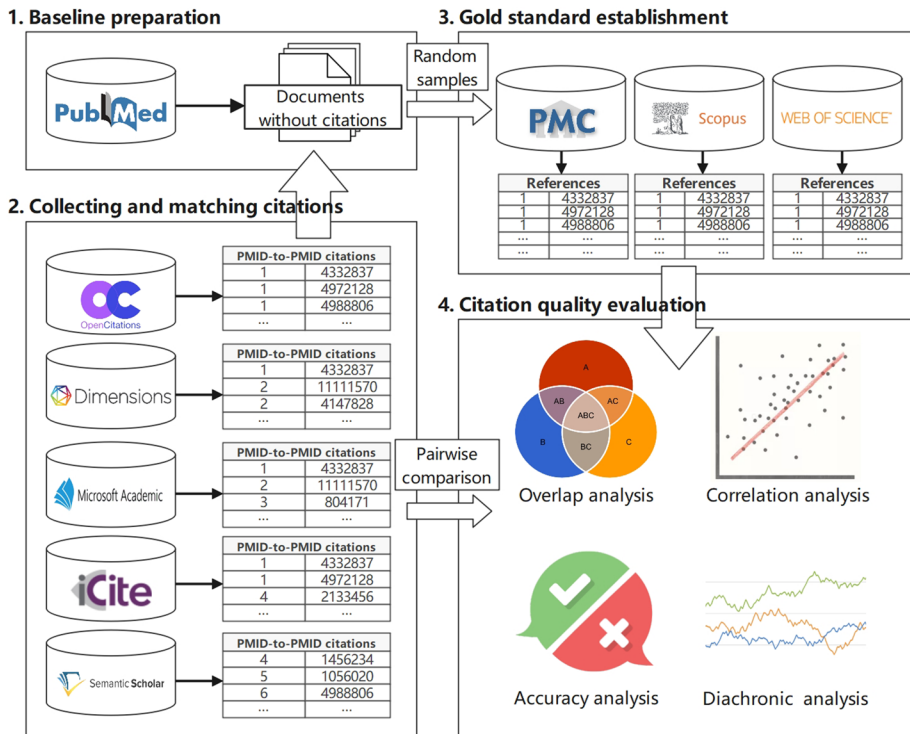 1. Baseline preparation
PubMed
Documents
without citations
Random
samples
3. Gold standard establishment
PMC
Scopus
WEB OF SCIENCE™
References
1 4332837
1 4972128
1 4988806
... ...
... ...
References
1 4332837
1 4972128
1 4988806
... ...
... ...
References
1 4332837
1 4972128
1 4988806
... ...
... ...
2. Collecting and matching citations
OpenCitations
PMID-to-PMID citations
1 4332837
1 4972128
1 4988806
... ...
Dimensions
PMID-to-PMID citations
1 4332837
2 11111570
2 4147828
... ...
Microsoft Academic
PMID-to-PMID citations
1 4332837
2 11111570
3 804171
... ...
iCite
PMID-to-PMID citations
1 4332837
1 4972128
4 2133456
... ...
Semantic Scholar
PMID-to-PMID citations
4 1456234
5 1056020
6 4988806
... ...
Pairwise
comparison
4. Citation quality evaluation
A
AB
AC
ABC
B
BC
C
Overlap analysis
Correlation analysis
Accuracy analysis
Diachronic analysis